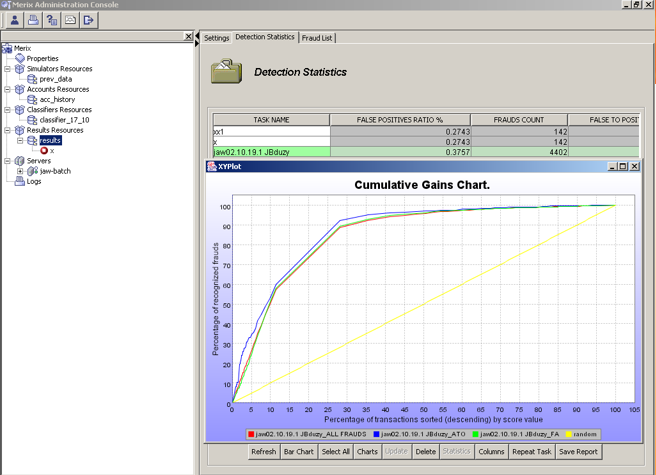 Merix Administration Console
Merix
Properties
Simulators Resources
prev_data
Accounts Resources
acc_history
Classifiers Resources
classifier_17_10
Results Resources
results
x
Servers
jaw-batch
Logs
Settings Detection Statistics Fraud List
Detection Statistics
TASK NAME FALSE POSITIVES RATIO % FRAUDS COUNT FALSE TO POSIT
xx1 0.2743 142
x 0.2743 142
jaw02.10.19.1 JBduzy 0.3757 4402
XYPlot
Cumulative Gains Chart.
Percentage of recognized frauds
100
90
80
70
60
50
40
30
20
10
0
0 5 10 15 20 25 30 35 40 45 50 55 60 65 70 75 80 85 90 95 100 105
Percentage of transactions sorted (descending) by score value
jaw02.10.19.1 JBduzy_ALL FRAUDS jaw02.10.19.1 JBduzy_ATO jaw02.10.19.1 JBduzy_FA random
Refresh Bar Chart Select All Charts Update Delete Statistics Columns Repeat Task Save Report